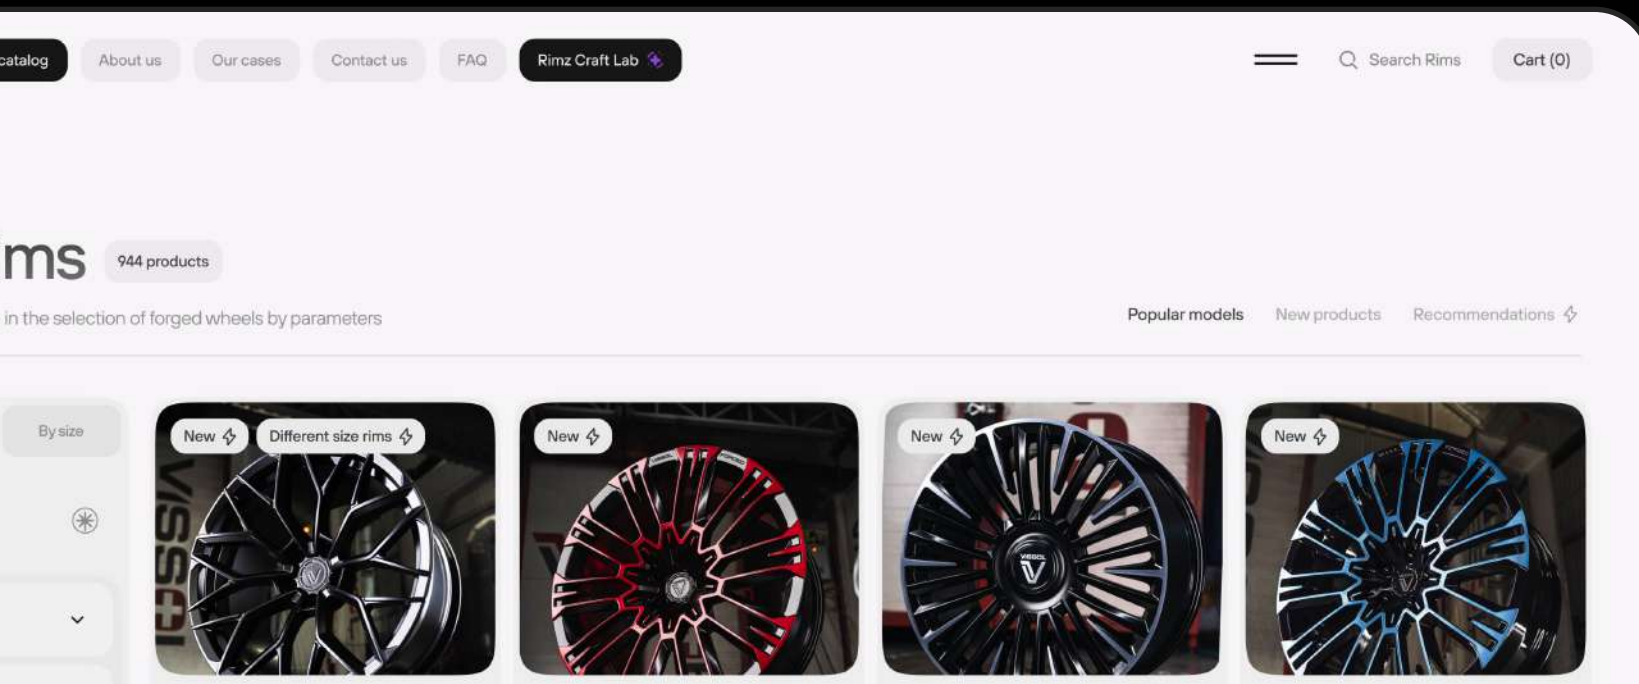 catalog About us Our cases Contact us FAQ Rimz Craft Lab Search Rims Cart (0)
ms 944 products
in the selection of forged wheels by parameters
Popular models New products Recommendations
By size
New Different size rims New New New
VEGOL